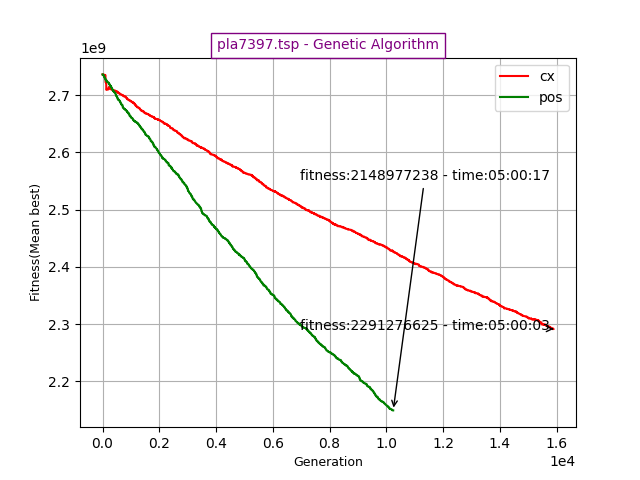 pla7397.tsp - Genetic Algorithm
1e9
cx
pos
2.7
2.6
2.5
2.4
2.3
2.2
Fitness(Mean best)
fitness:2148977238 - time:05:00:17
fitness:2291276625 - time:05:00:03
0.0 0.2 0.4 0.6 0.8 1.0 1.2 1.4 1.6
Generation
1e4